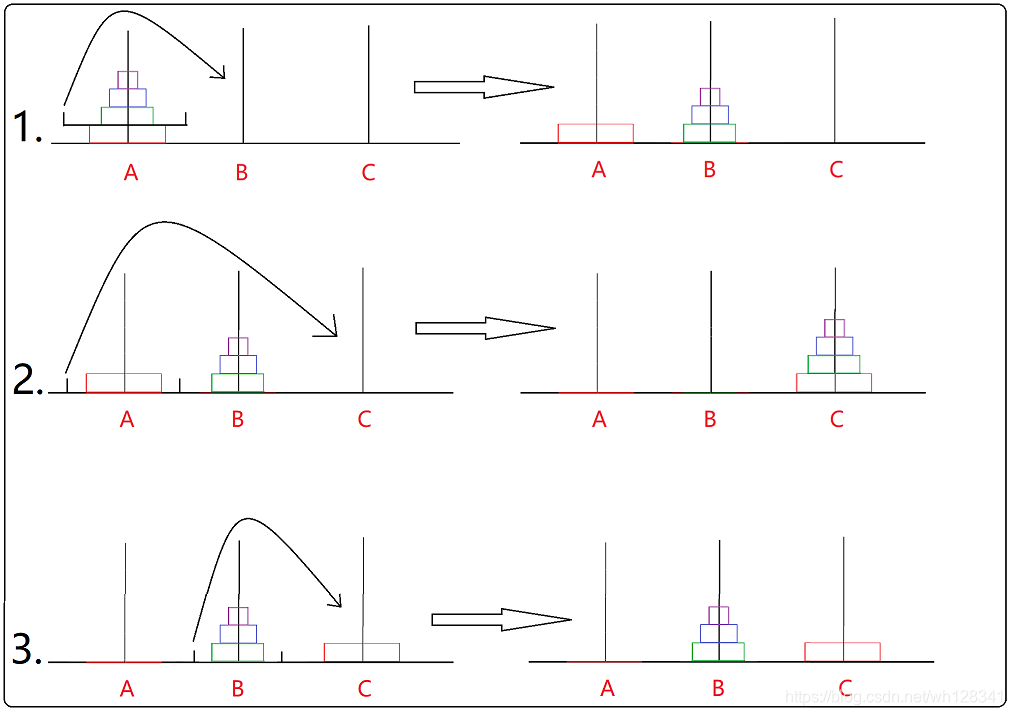 1.
A B C A B C
2.
A B C A B C
3.
A B C A B C
https://blog.csdn.net/wh128341